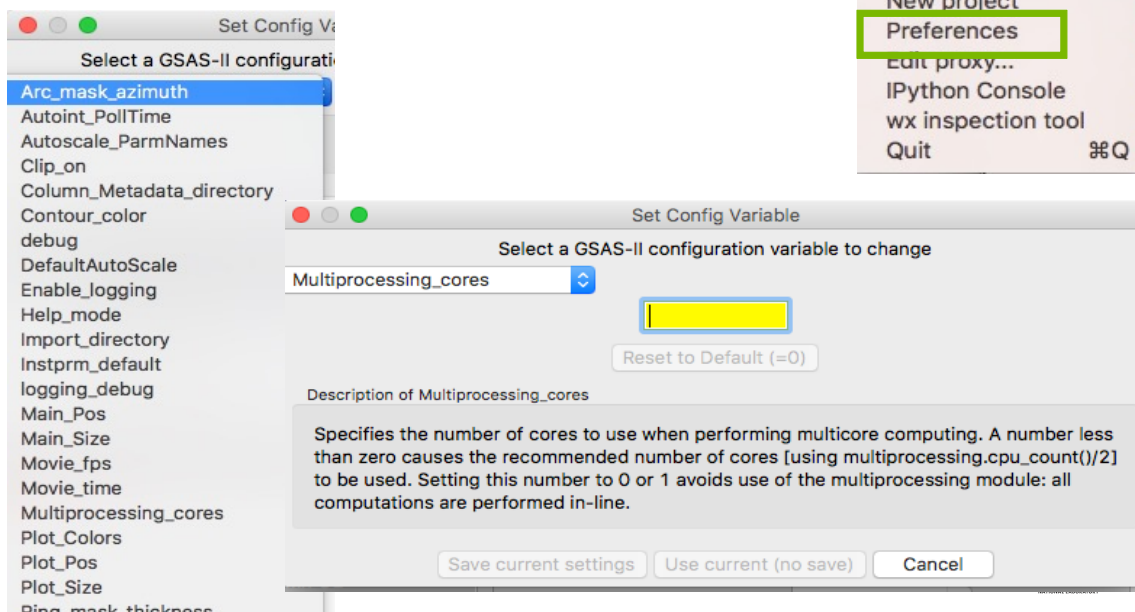 Set Config Va
Select a GSAS-II configurati
Arc_mask_azimuth
Autoint_PollTime
Autoscale_ParmNames
Clip_on
Column_Metadata_directory
Contour_color
debug
DefaultAutoScale
Enable_logging
Help_mode
Import_directory
Instprm_default
logging_debug
Main_Pos
Main_Size
Movie_fps
Movie_time
Multiprocessing_cores
Plot_Colors
Plot_Pos
Plot_Size
Ring_mask_thickness
New project
Preferences
Edit proxy...
IPython Console
wx inspection tool
Quit ⌘Q
Set Config Variable
Select a GSAS-II configuration variable to change
Multiprocessing_cores
Reset to Default (=0)
Description of Multiprocessing_cores
Specifies the number of cores to use when performing multicore computing. A number less
than zero causes the recommended number of cores [using multiprocessing.cpu_count()/2]
to be used. Setting this number to 0 or 1 avoids use of the multiprocessing module: all
computations are performed in-line.
Save current settings
Use current (no save)
Cancel